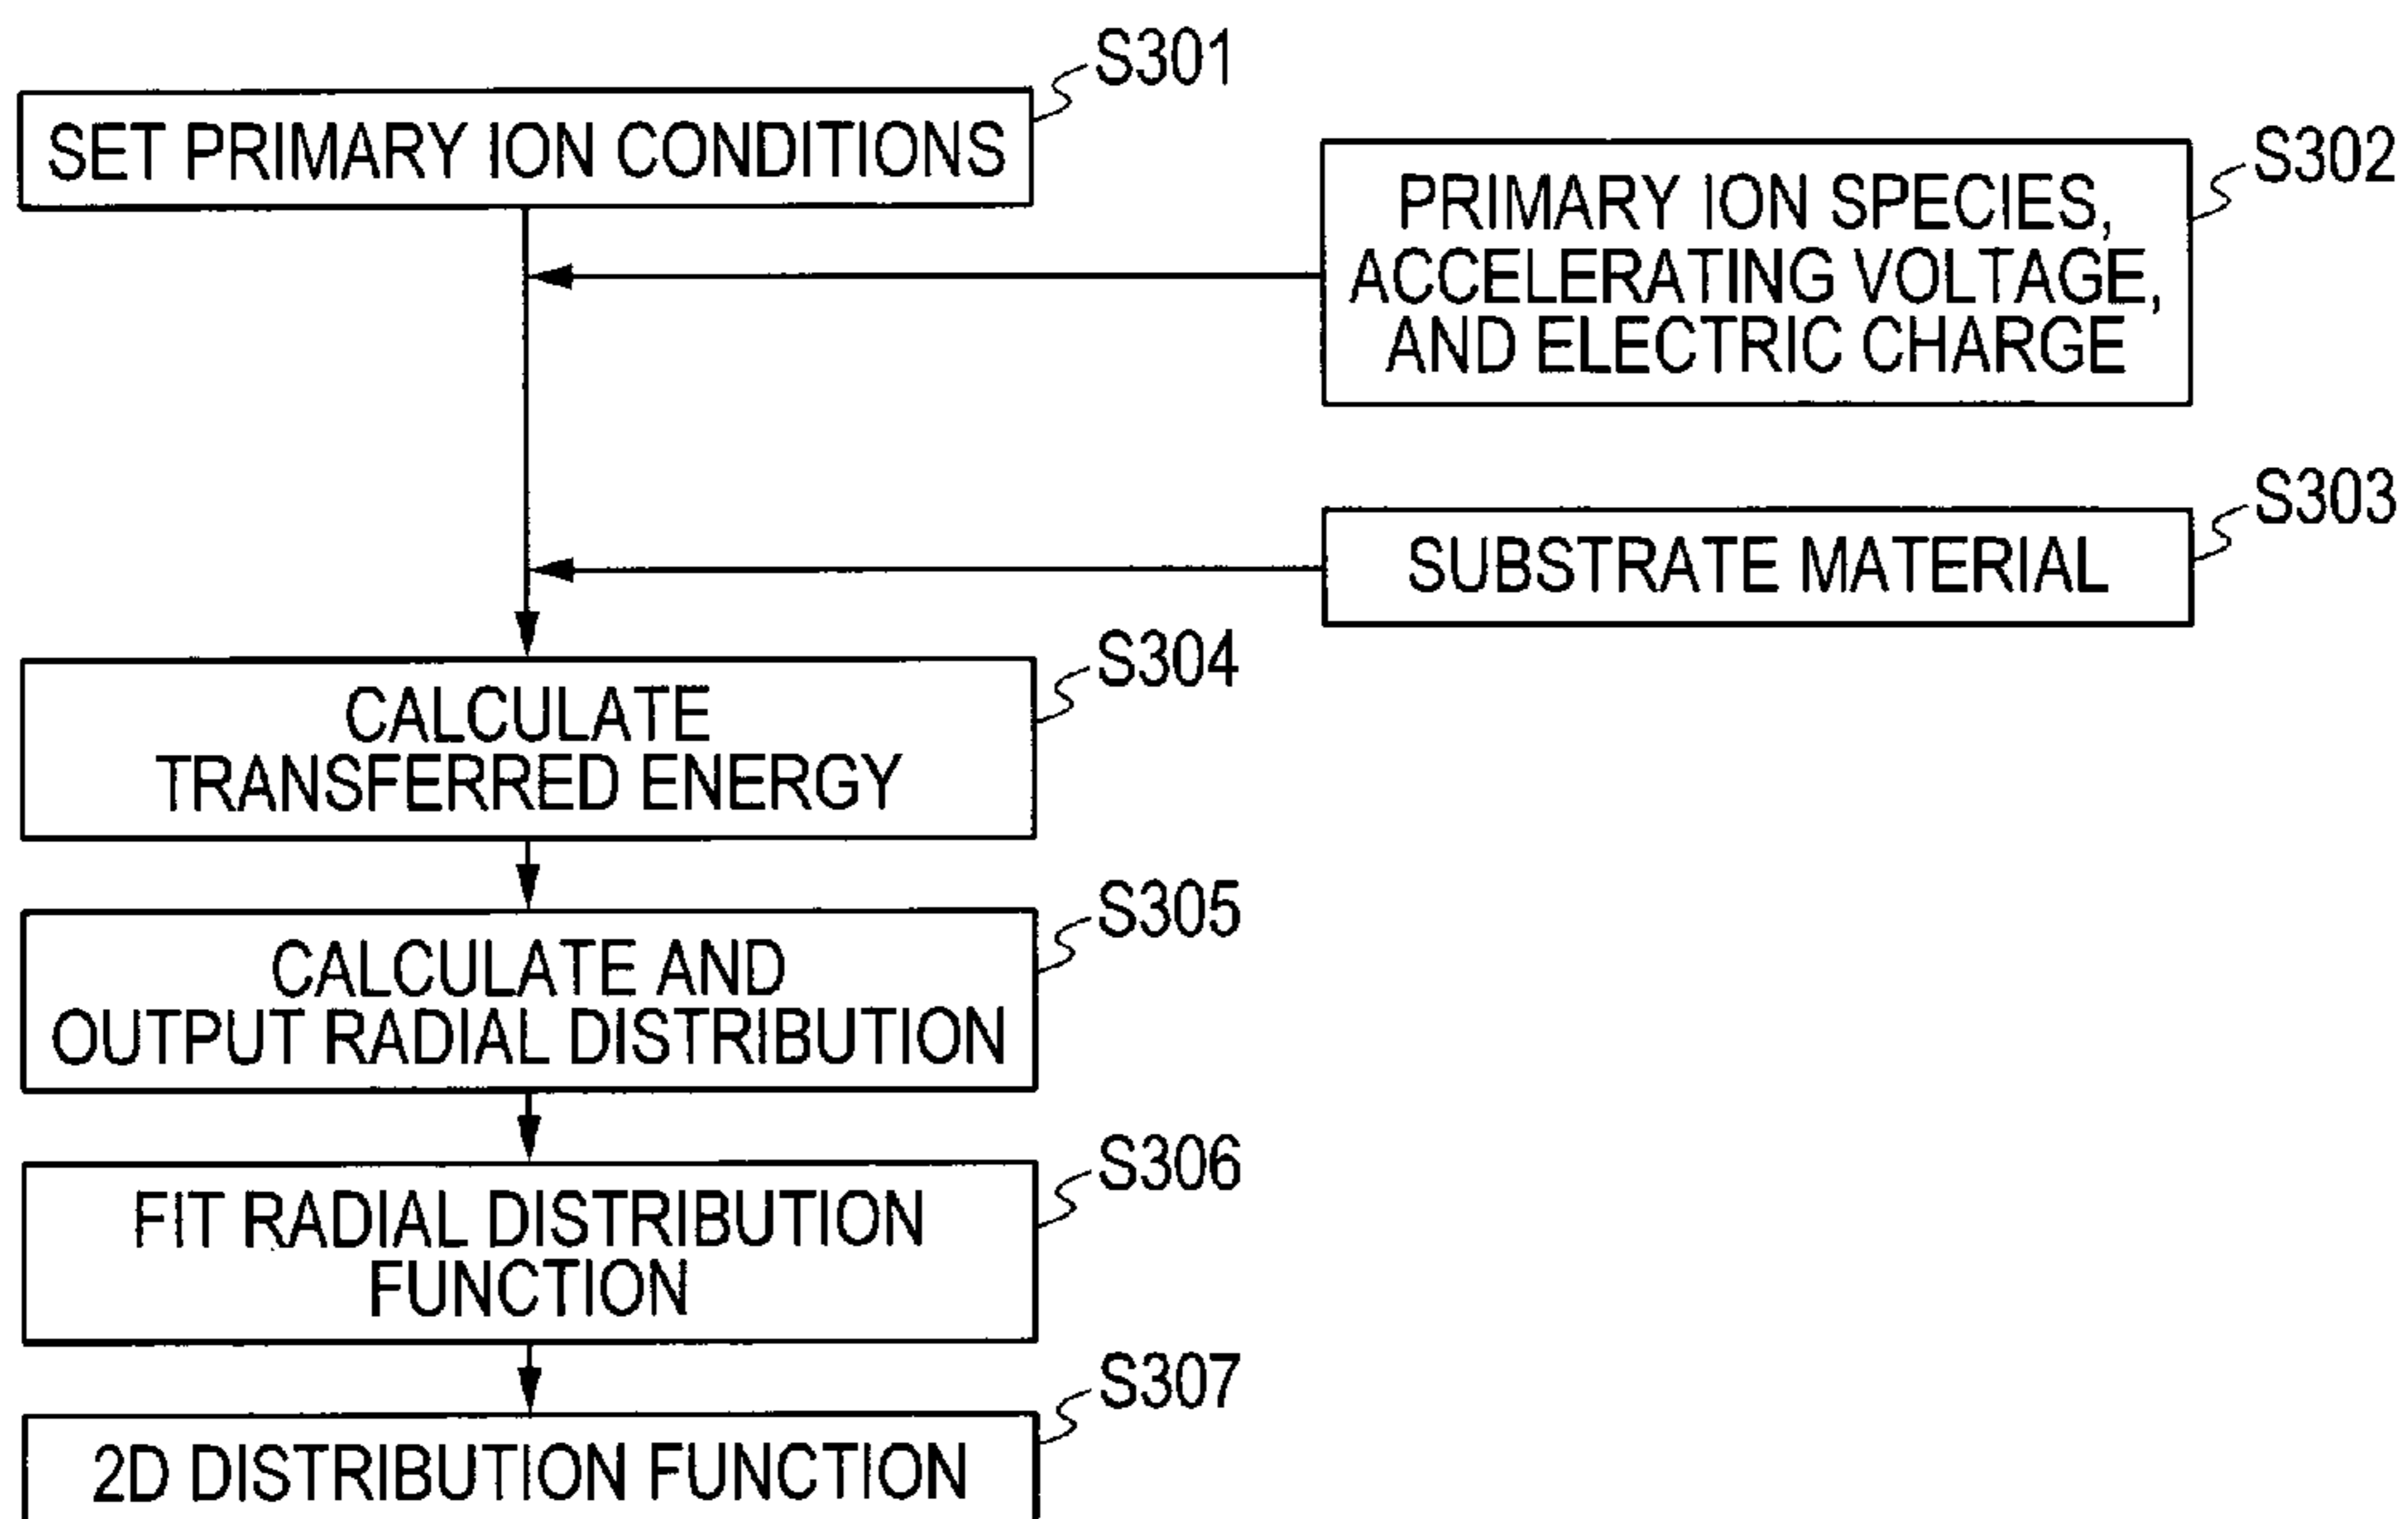 S301
SET PRIMARY ION CONDITIONS
S302
PRIMARY ION SPECIES,
ACCELERATING VOLTAGE,
AND ELECTRIC CHARGE
S303
SUBSTRATE MATERIAL
S304
CALCULATE
TRANSFERRED ENERGY
S305
CALCULATE AND
OUTPUT RADIAL DISTRIBUTION
S306
FIT RADIAL DISTRIBUTION
FUNCTION
S307
2D DISTRIBUTION FUNCTION